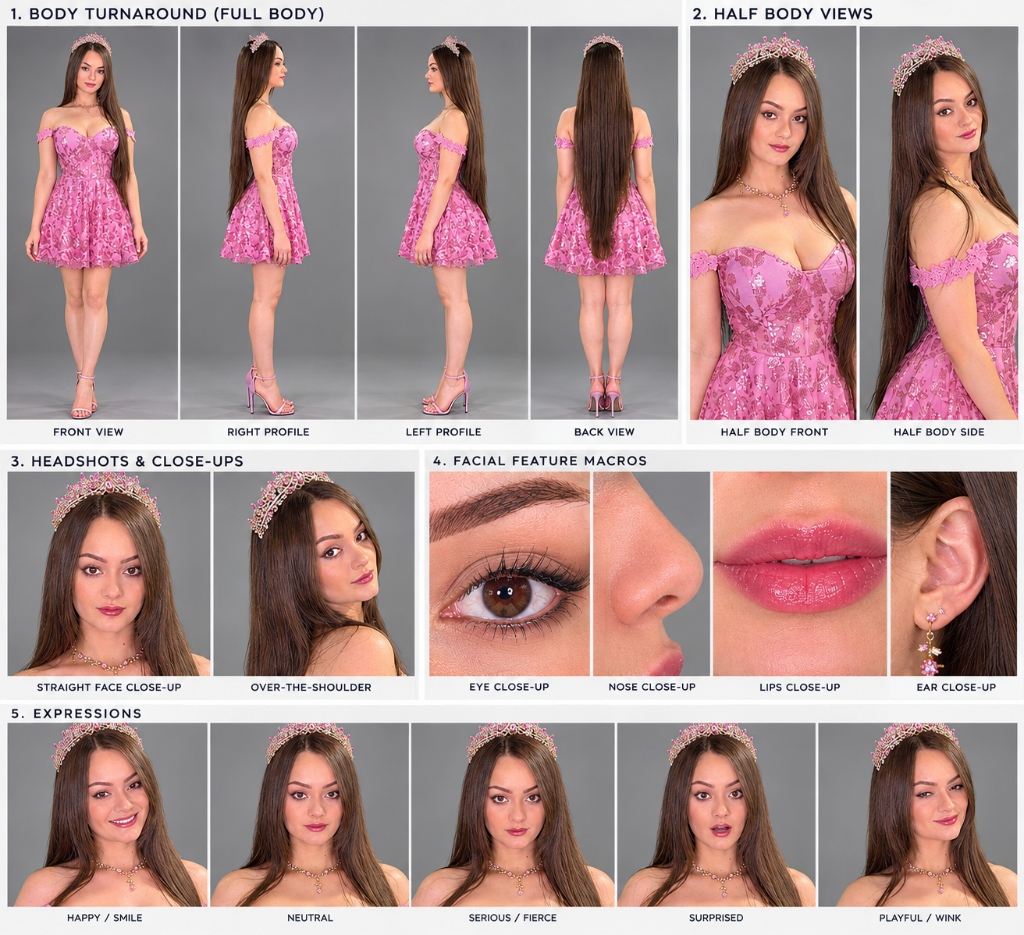 1. BODY TURNAROUND (FULL BODY)
FRONT VIEW
RIGHT PROFILE
LEFT PROFILE
BACK VIEW
2. HALF BODY VIEWS
HALF BODY FRONT
HALF BODY SIDE
3. HEADSHOTS & CLOSE-UPS
STRAIGHT FACE CLOSE-UP
OVER-THE-SHOULDER
4. FACIAL FEATURE MACROS
EYE CLOSE-UP
NOSE CLOSE-UP
LIPS CLOSE-UP
EAR CLOSE-UP
5. EXPRESSIONS
HAPPY / SMILE
NEUTRAL
SERIOUS / FIERCE
SURPRISED
PLAYFUL / WINK